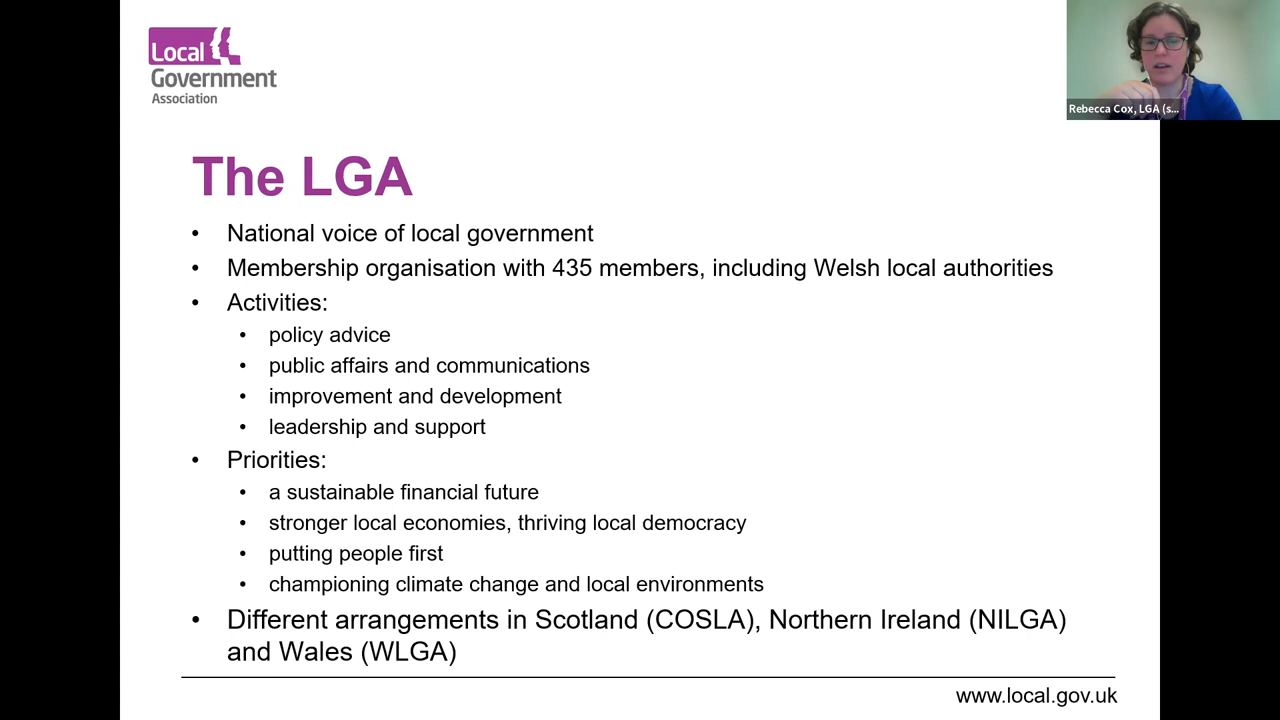 Local
Government
Association
Rebecca Cox, LGA (s...
The LGA
• National voice of local government
• Membership organisation with 435 members, including Welsh local authorities
• Activities:
• policy advice
• public affairs and communications
• improvement and development
• leadership and support
• Priorities:
• a sustainable financial future
• stronger local economies, thriving local democracy
• putting people first
• championing climate change and local environments
• Different arrangements in Scotland (COSLA), Northern Ireland (NILGA)
and Wales (WLGA)
www.local.gov.uk